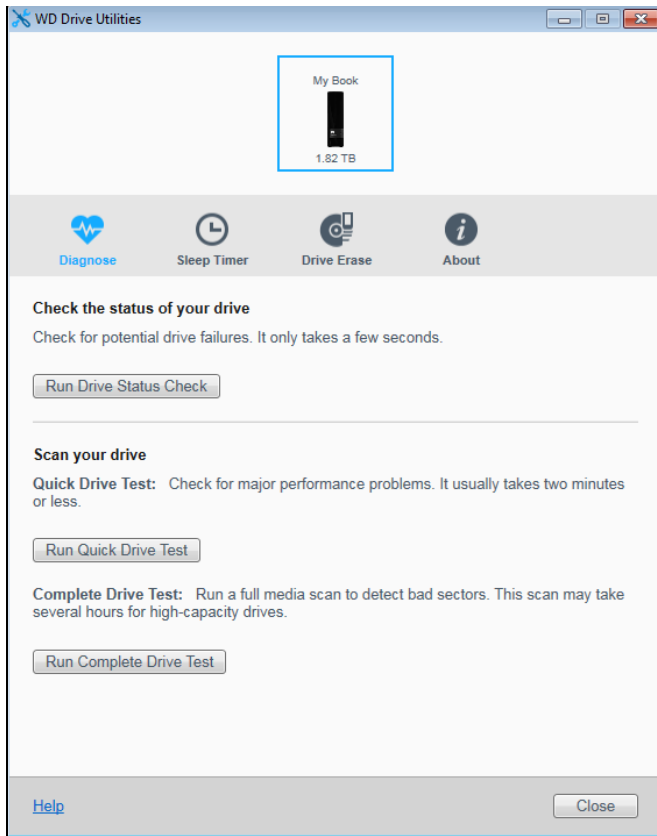 WD Drive Utilities
My Book
1.82 TB
Diagnose
Sleep Timer
Drive Erase
About
Check the status of your drive
Check for potential drive failures. It only takes a few seconds.
Run Drive Status Check
Scan your drive
Quick Drive Test: Check for major performance problems. It usually takes two minutes
or less.
Run Quick Drive Test
Complete Drive Test: Run a full media scan to detect bad sectors. This scan may take
several hours for high-capacity drives.
Run Complete Drive Test
Help
Close